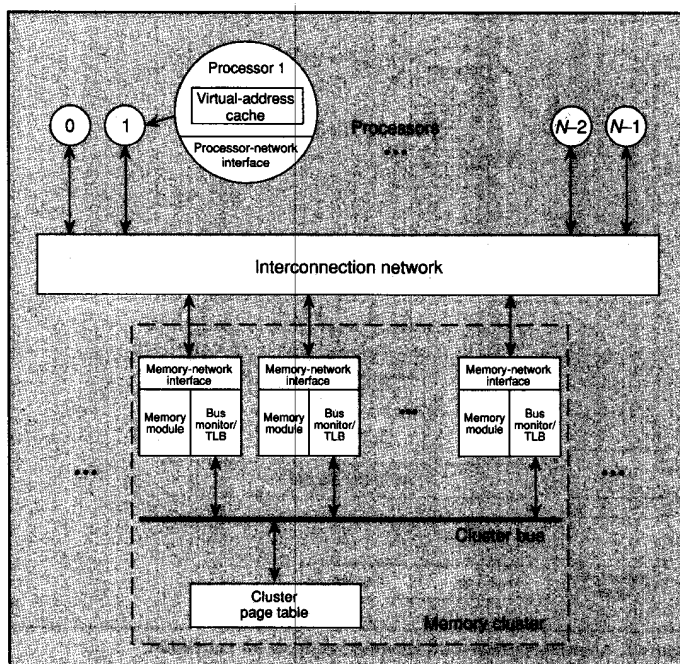 Processor 1
Virtual-address
cache
Processor-network
interface
0
1
Processors
...
N–2
N–1
Interconnection network
Memory-network
interface
Memory
module
Bus
monitor/
TLB
Memory-network
interface
Memory
module
Bus
monitor/
TLB
...
Memory-network
interface
Memory
module
Bus
monitor/
TLB
...
...
Cluster bus
Cluster
page table
Memory cluster